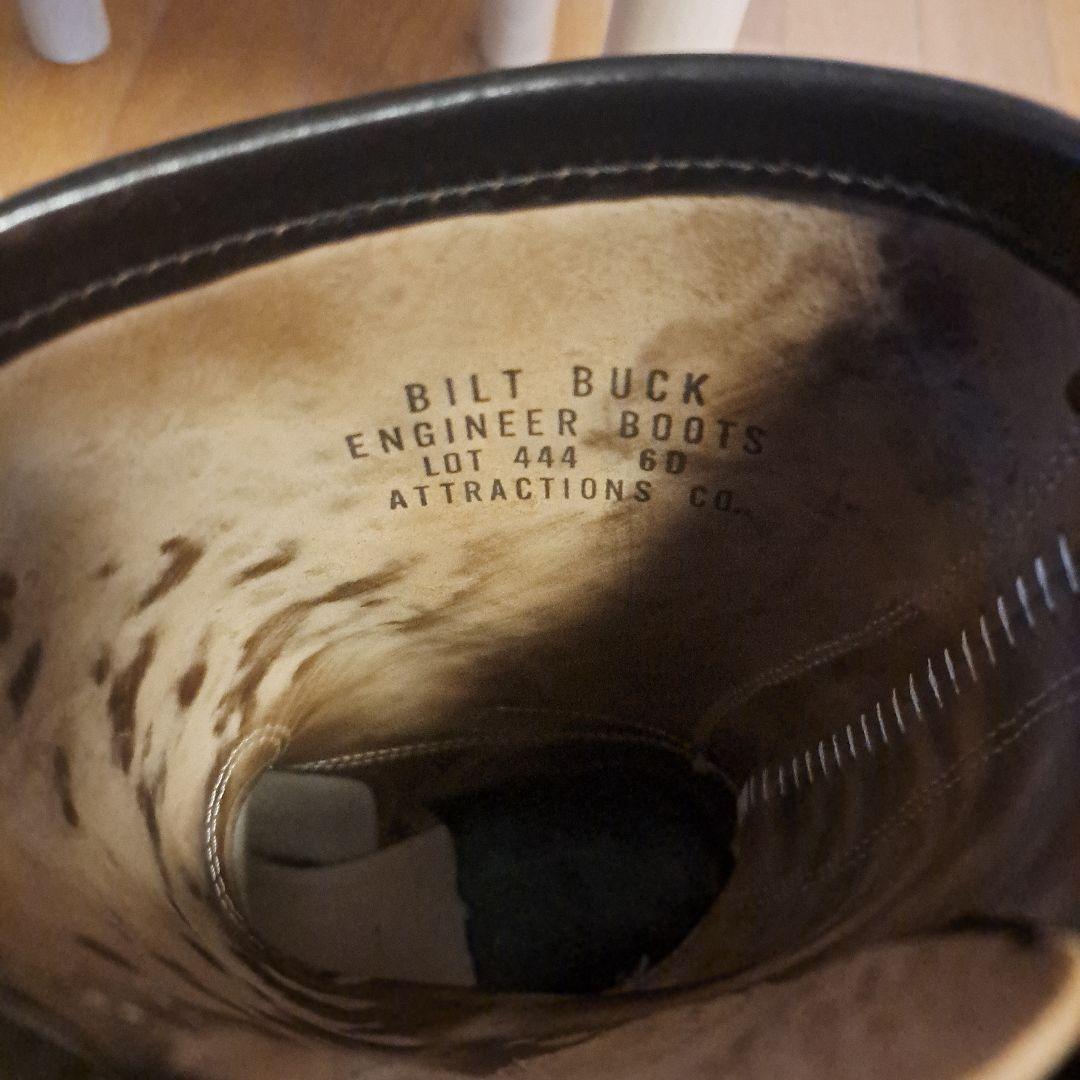 BILT BUCK
ENGINEER BOOTS
LOT 444 6D
ATTRACTIONS CO.